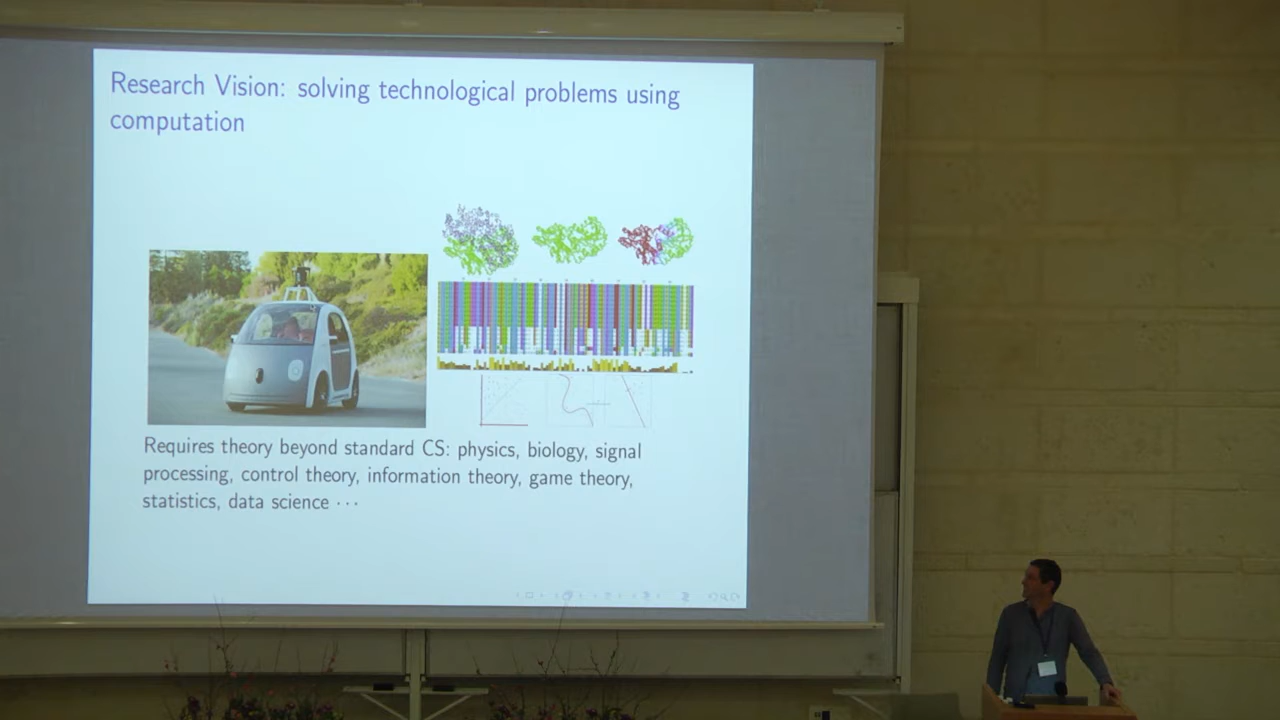 Research Vision: solving technological problems using
computation
Requires theory beyond standard CS: physics, biology, signal
processing, control theory, information theory, game theory,
statistics, data science ···